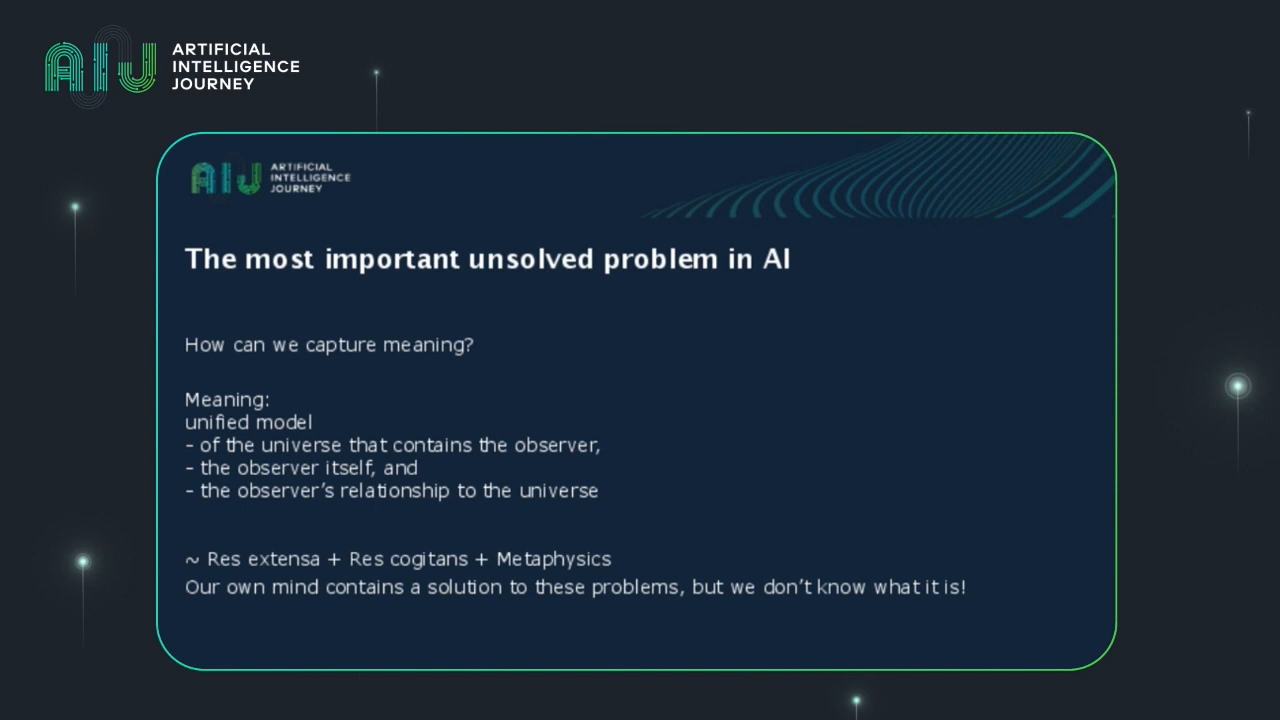 AIJ ARTIFICIAL
INTELLIGENCE
JOURNEY
AIJ ARTIFICIAL
INTELLIGENCE
JOURNEY
The most important unsolved problem in AI
How can we capture meaning?
Meaning:
unified model
- of the universe that contains the observer,
- the observer itself, and
- the observer’s relationship to the universe
~ Res extensa + Res cogitans + Metaphysics
Our own mind contains a solution to these problems, but we don’t know what it is!